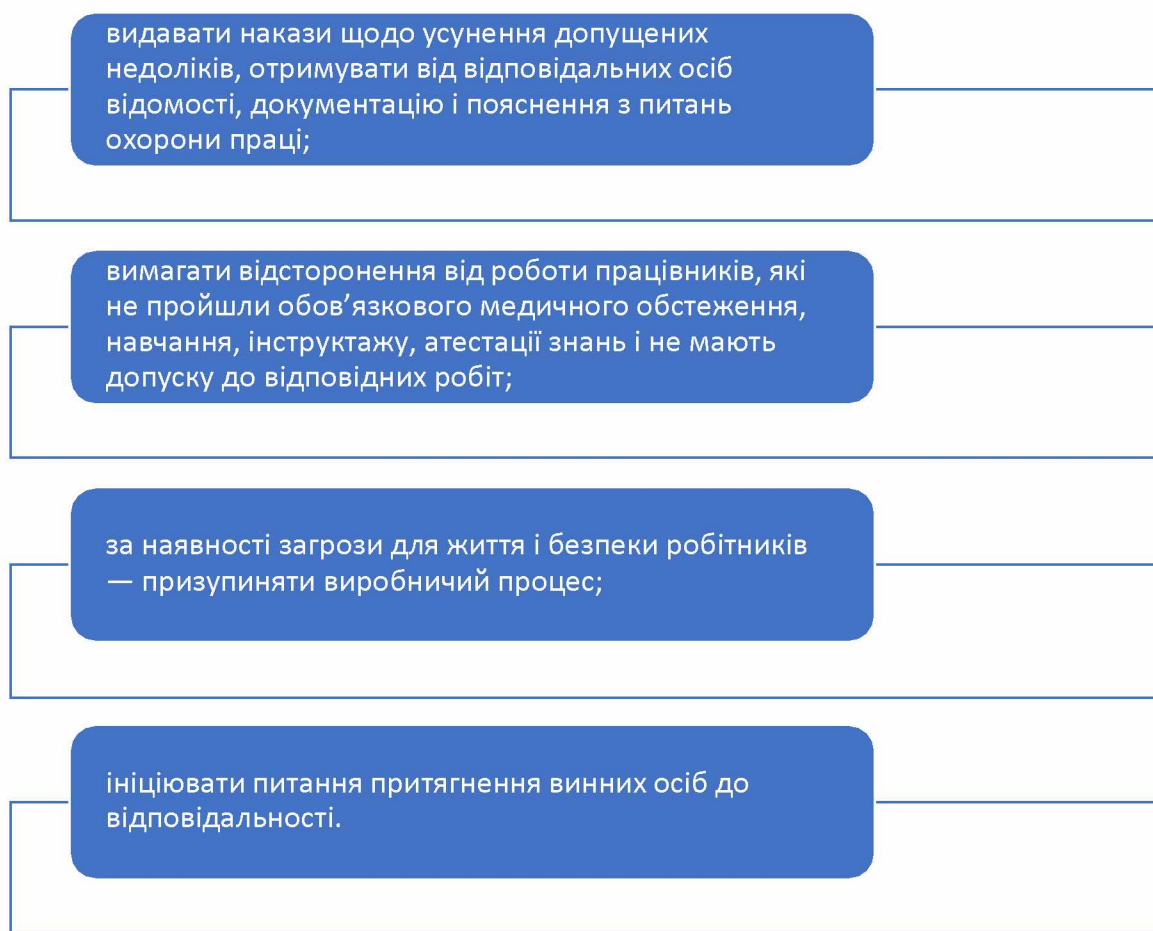 видавати накази щодо усунення допущених
недоліків, отримувати від відповідальних осіб
відомості, документацію і пояснення з питань
охорони праці;
вимагати відсторонення від роботи працівників, які
не пройшли обов’язкового медичного обстеження,
навчання, інструктажу, атестації знань і не мають
допуску до відповідних робіт;
за наявності загрози для життя і безпеки робітників
— призупиняти виробничий процес;
ініціювати питання притягнення винних осіб до
відповідальності.